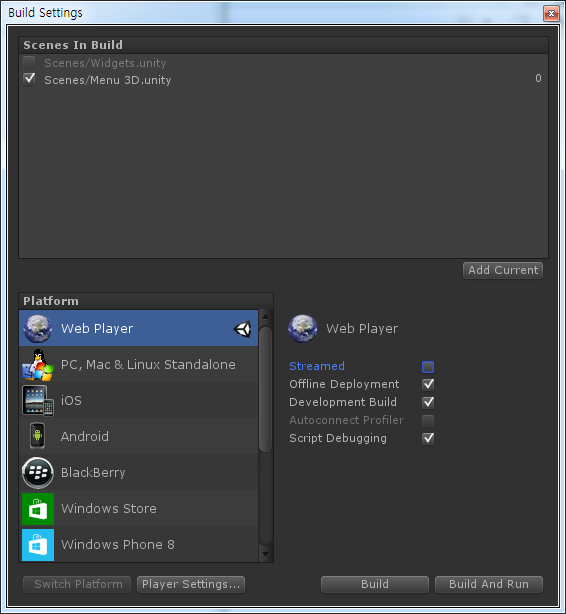 Build Settings
Scenes In Build
Scenes/Widgets.unity
Scenes/Menu 3D.unity 0
Add Current
Platform
Web Player
PC, Mac & Linux Standalone
iOS
Android
BlackBerry
Windows Store
Windows Phone 8
Web Player
Streamed
Offline Deployment
Development Build
Autoconnect Profiler
Script Debugging
Switch Platform
Player Settings...
Build
Build And Run